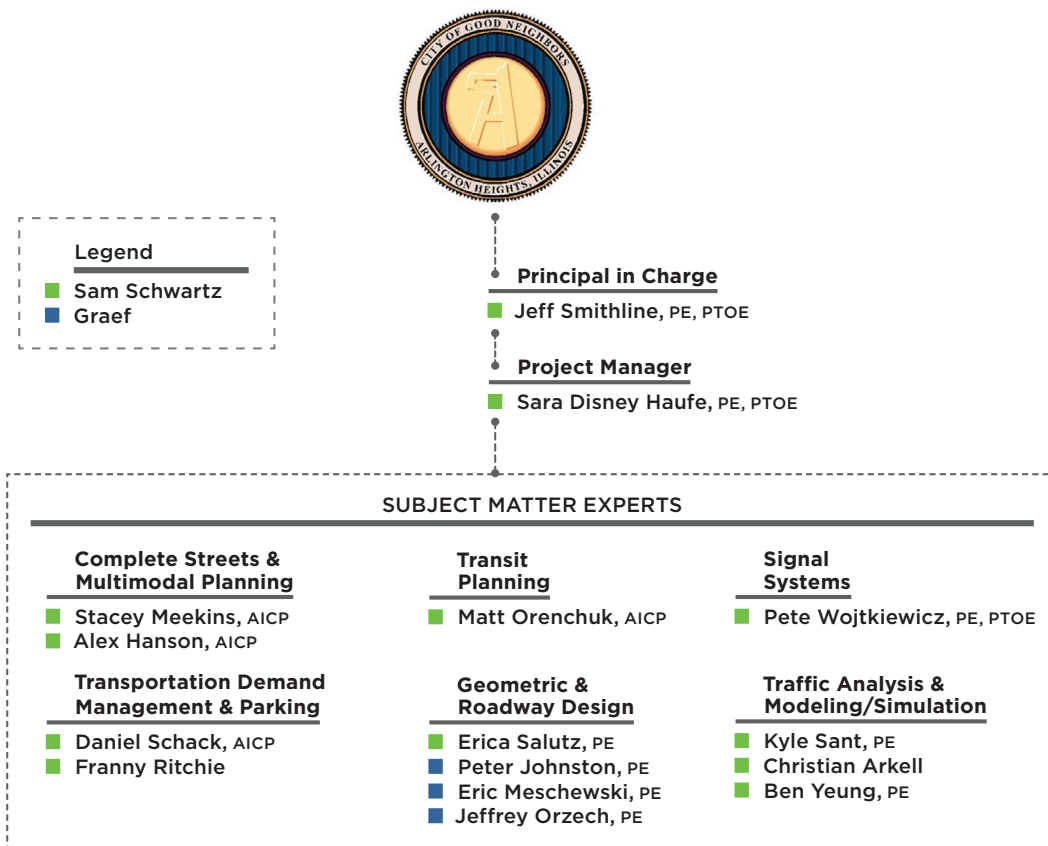 CITY OF GOOD NEIGHBORS
ARLINGTON HEIGHTS, ILLINOIS
Legend
Sam Schwartz
Graef
Principal in Charge
Jeff Smithline, PE, PTOE
Project Manager
Sara Disney Haufe, PE, PTOE
SUBJECT MATTER EXPERTS
Complete Streets &
Multimodal Planning
Stacey Meekins, AICP
Alex Hanson, AICP
Transit
Planning
Matt Orenchuk, AICP
Signal
Systems
Pete Wojtkiewicz, PE, PTOE
Transportation Demand
Management & Parking
Daniel Schack, AICP
Franny Ritchie
Geometric &
Roadway Design
Erica Salutz, PE
Peter Johnston, PE
Eric Meschewski, PE
Jeffrey Orzech, PE
Traffic Analysis &
Modeling/Simulation
Kyle Sant, PE
Christian Arkell
Ben Yeung, PE